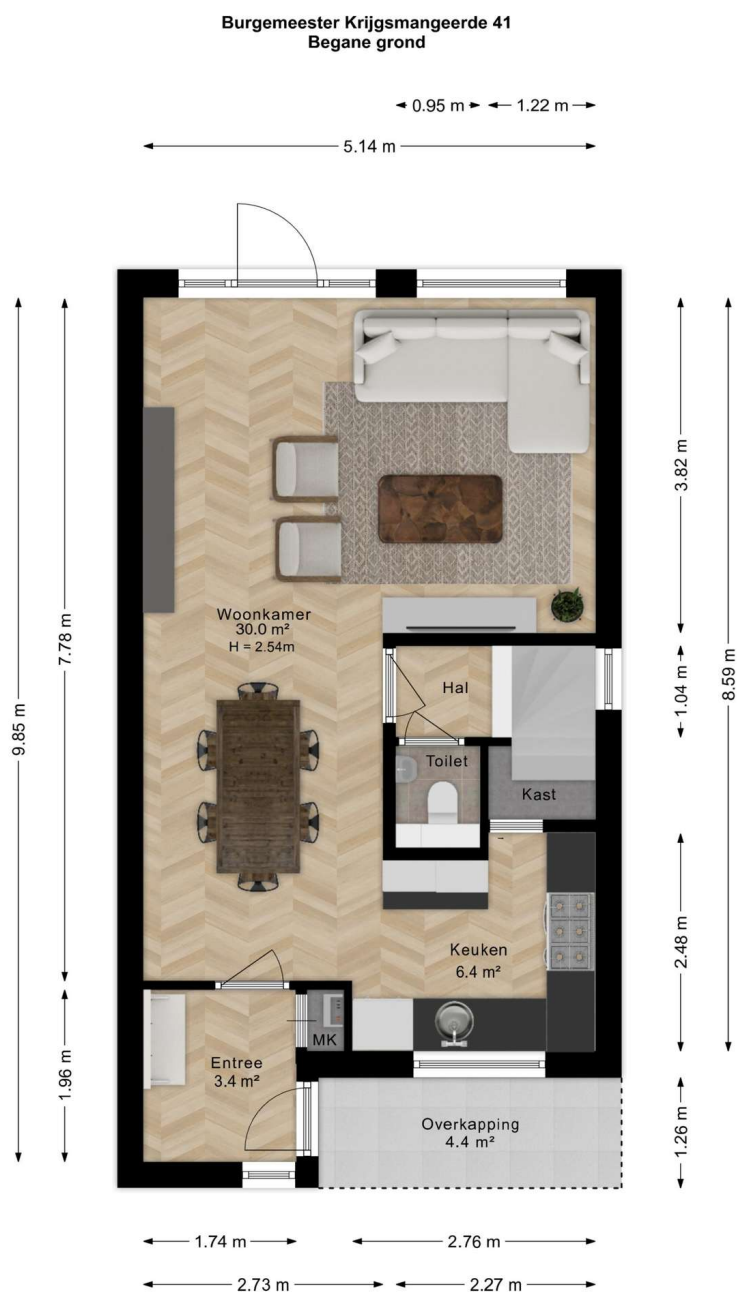 Burgemeester Krijgsmangeerde 41
Begane grond
0.95 m
1.22 m
5.14 m
3.82 m
7.78 m
Woonkamer
30.0 m²
H = 2.54m
9.85 m
8.59 m
1.04 m
Hal
Toilet
Kast
2.48 m
Keuken
6.4 m²
MK
Entree
3.4 m²
1.96 m
Overkapping
4.4 m²
1.26 m
1.74 m
2.76 m
2.73 m
2.27 m